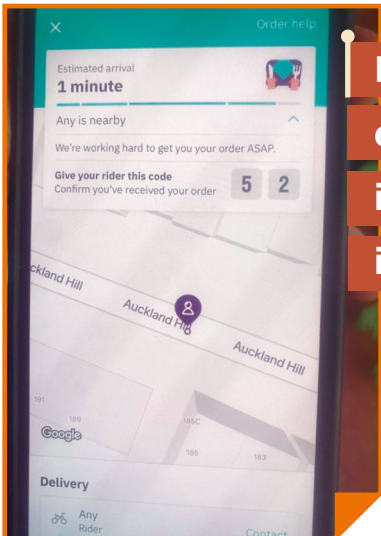 Order help
Estimated arrival
1 minute
Any is nearby
We're working hard to get you your order ASAP.
Give your rider this code
Confirm you've received your order
5 2
ckland Hill
Auckland Hill
Auckland Hill
191
189
185C
185
183
Google
Delivery
Any
Rider
Contact
i
i